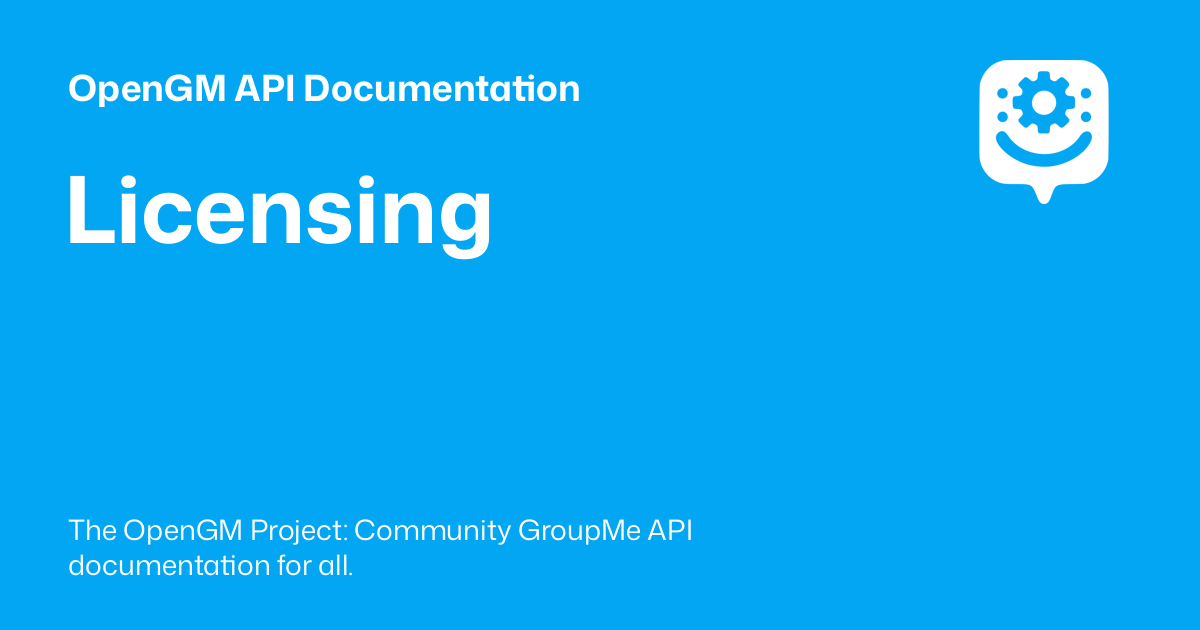 OpenGM API Documentation
Licensing
The OpenGM Project: Community GroupMe API
documentation for all.